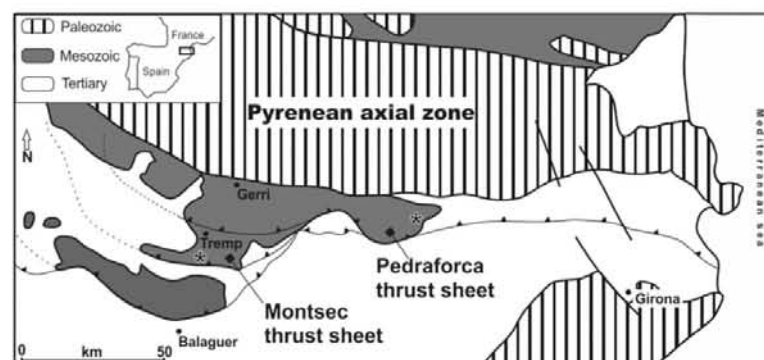 Paleozoic
Mesozoic
Tertiary
France
Spain
N
Pyrenean axial zone
Mediterranean sea
Gerri
Tremp
Pedraforca
thrust sheet
Montsec
thrust sheet
Girona
Balaguer
0 km 50